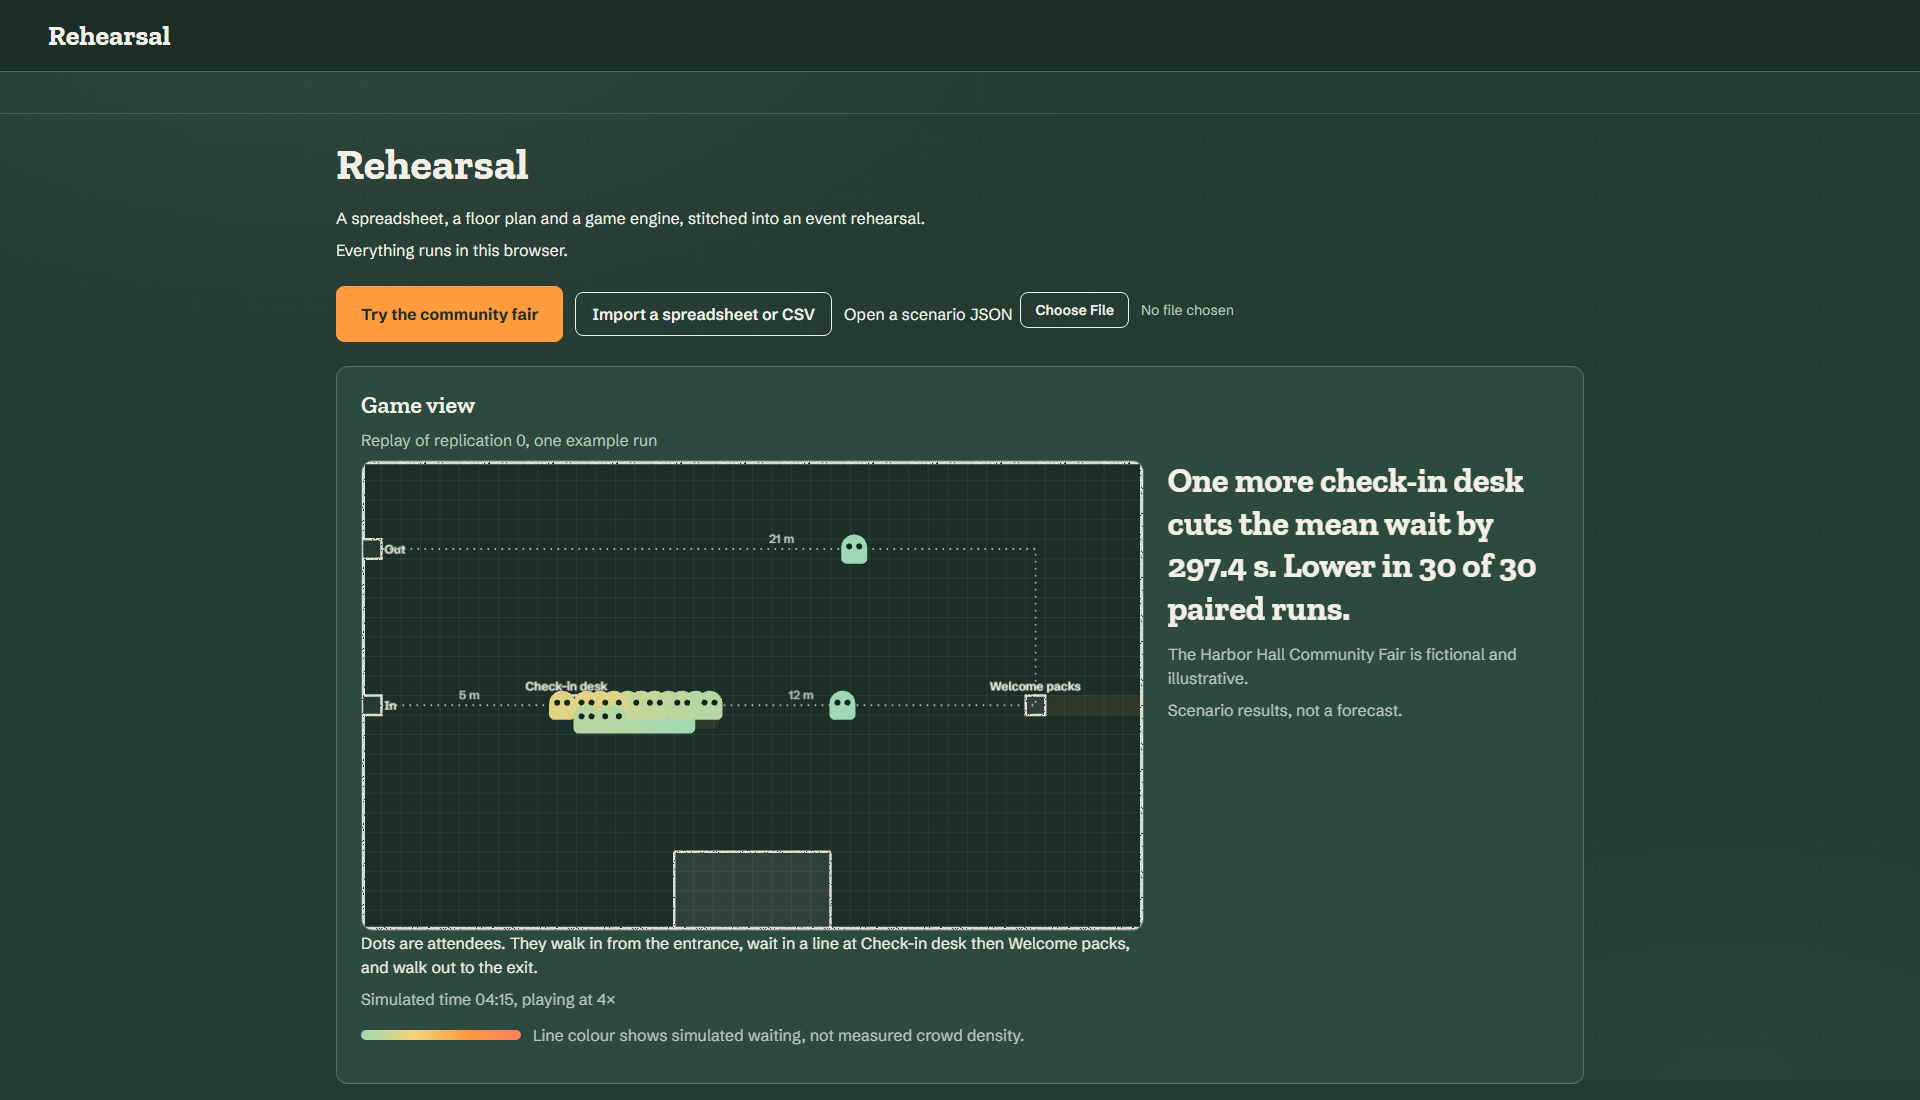 Rehearsal
Rehearsal
A spreadsheet, a floor plan and a game engine, stitched into an event rehearsal.
Everything runs in this browser.
Try the community fair
Import a spreadsheet or CSV
Open a scenario JSON
Choose File
No file chosen
Game view
Replay of replication 0, one example run
21 m
Out
Check-in desk
5 m
12 m
Welcome packs
In
One more check-in desk
cuts the mean wait by
297.4 s. Lower in 30 of 30
paired runs.
The Harbor Hall Community Fair is fictional and
illustrative.
Scenario results, not a forecast.
Dots are attendees. They walk in from the entrance, wait in a line at Check-in desk then Welcome packs,
and walk out to the exit.
Simulated time 04:15, playing at 4×
Line colour shows simulated waiting, not measured crowd density.